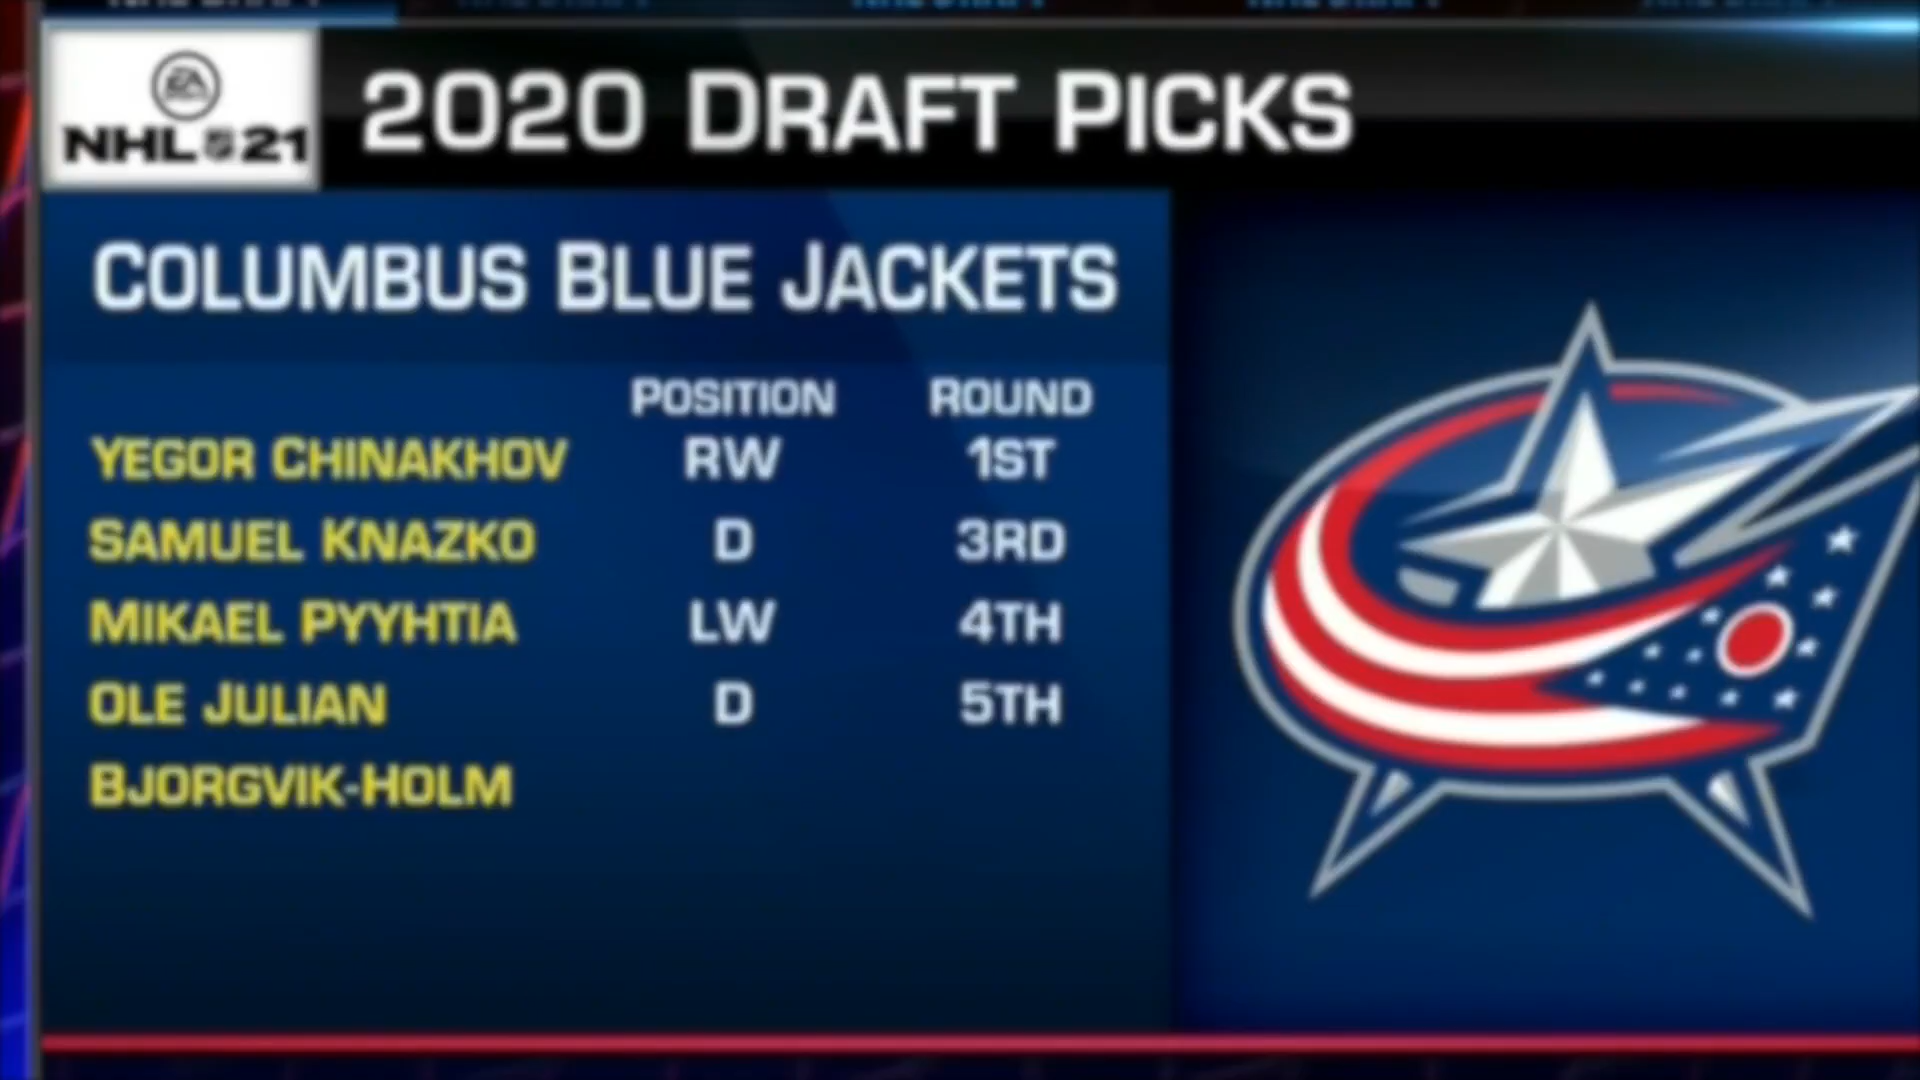 EA
NHL 21
2020 DRAFT PICKS
COLUMBUS BLUE JACKETS
POSITION ROUND
YEGOR CHINAKHOV RW 1ST
SAMUEL KNAZKO D 3RD
MIKAEL PYYHTIA LW 4TH
OLE JULIAN D 5TH
BJORGVIK-HOLM